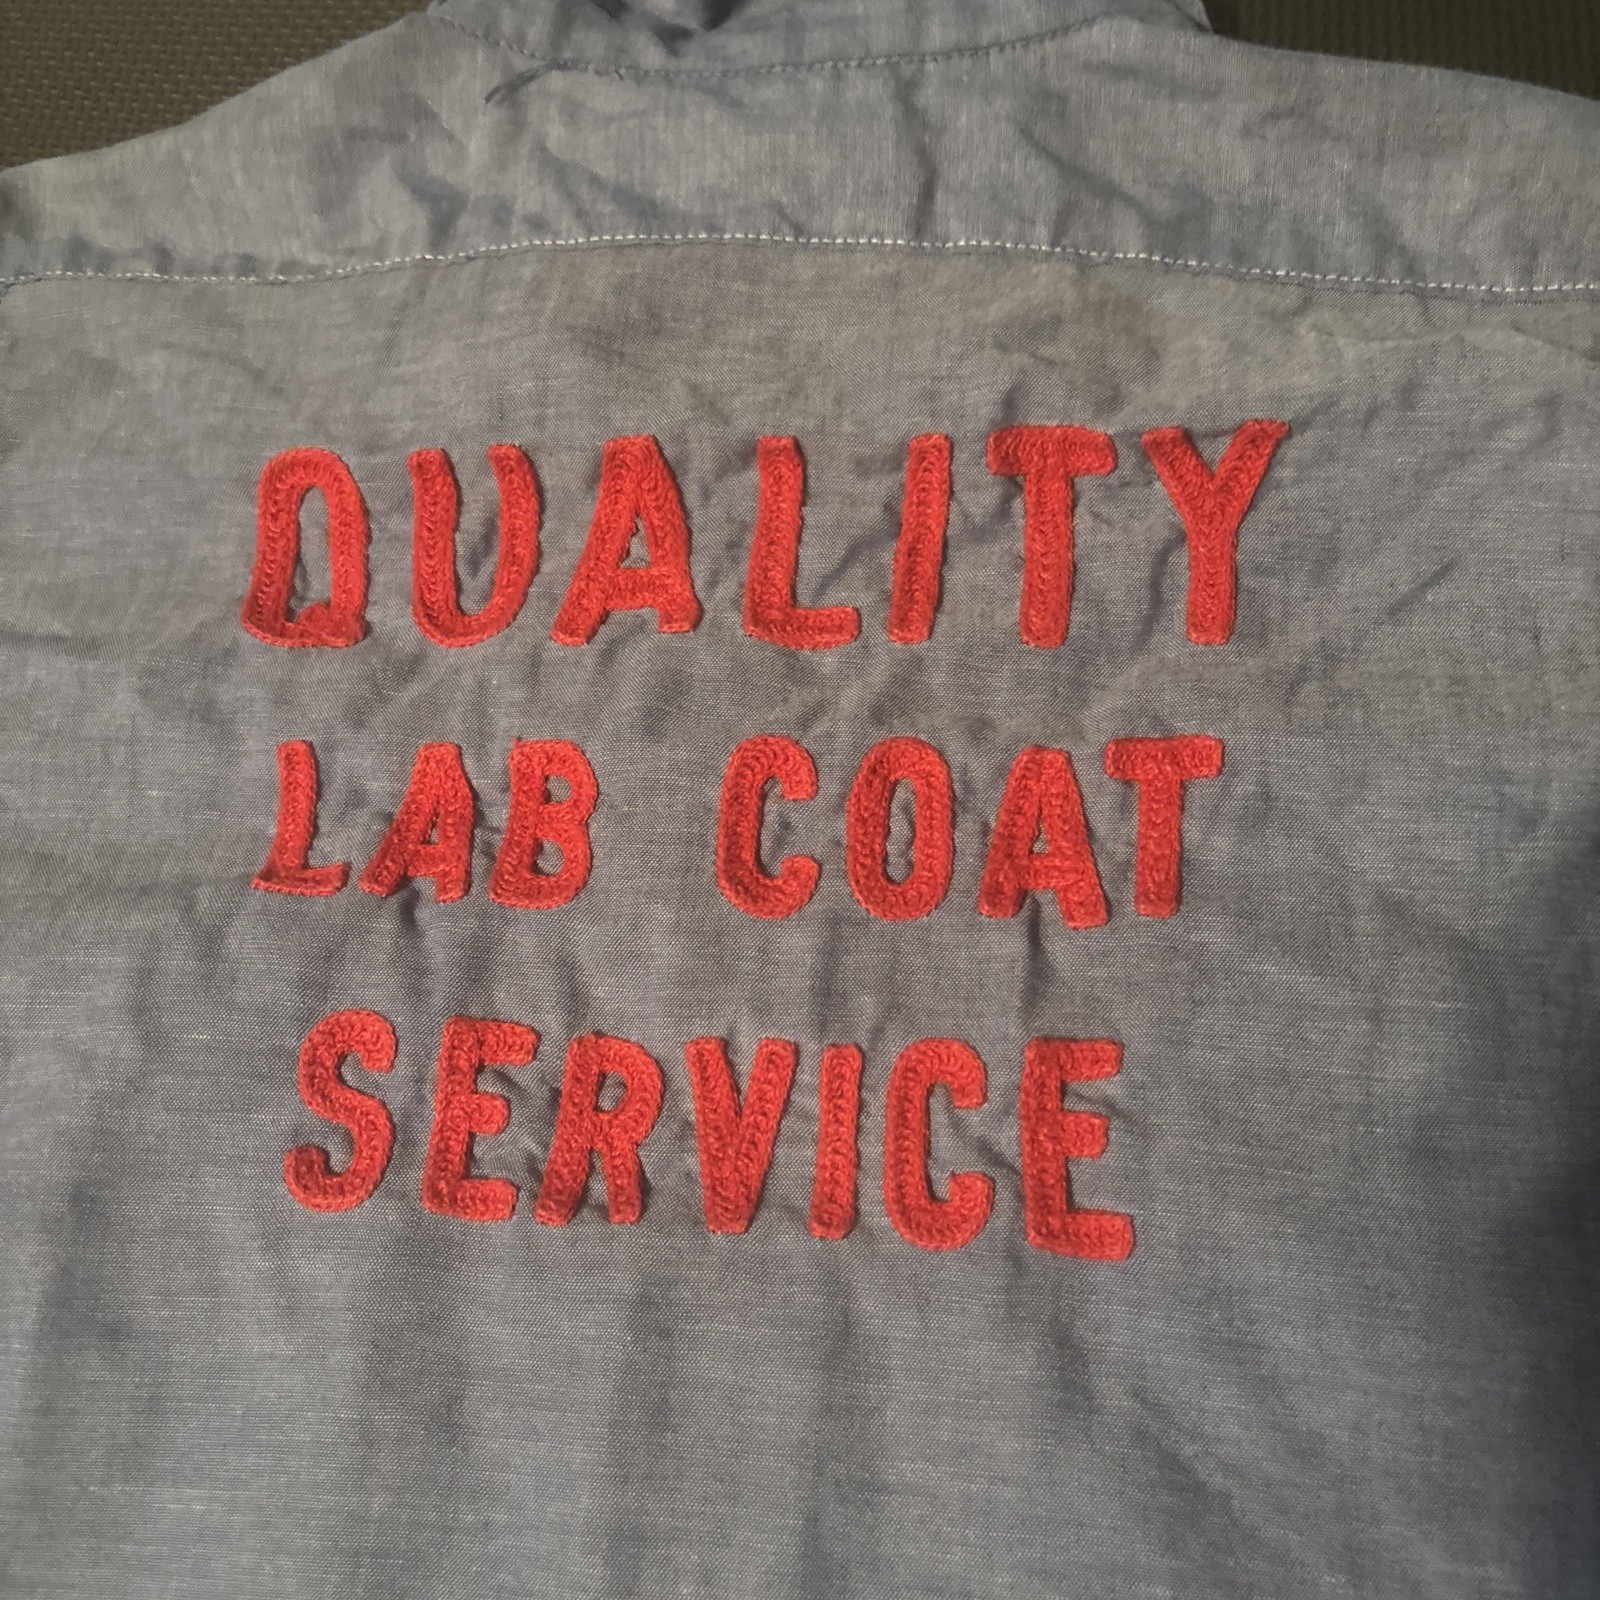 QUALITY
LAB COAT
SERVICE